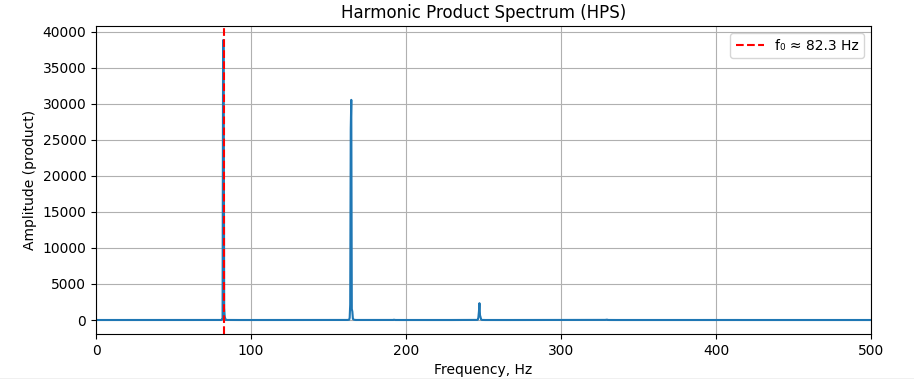 Harmonic Product Spectrum (HPS)
f₀ ≈ 82.3 Hz
Amplitude (product)
40000
35000
30000
25000
20000
15000
10000
5000
0
0 100 200 300 400 500
Frequency, Hz